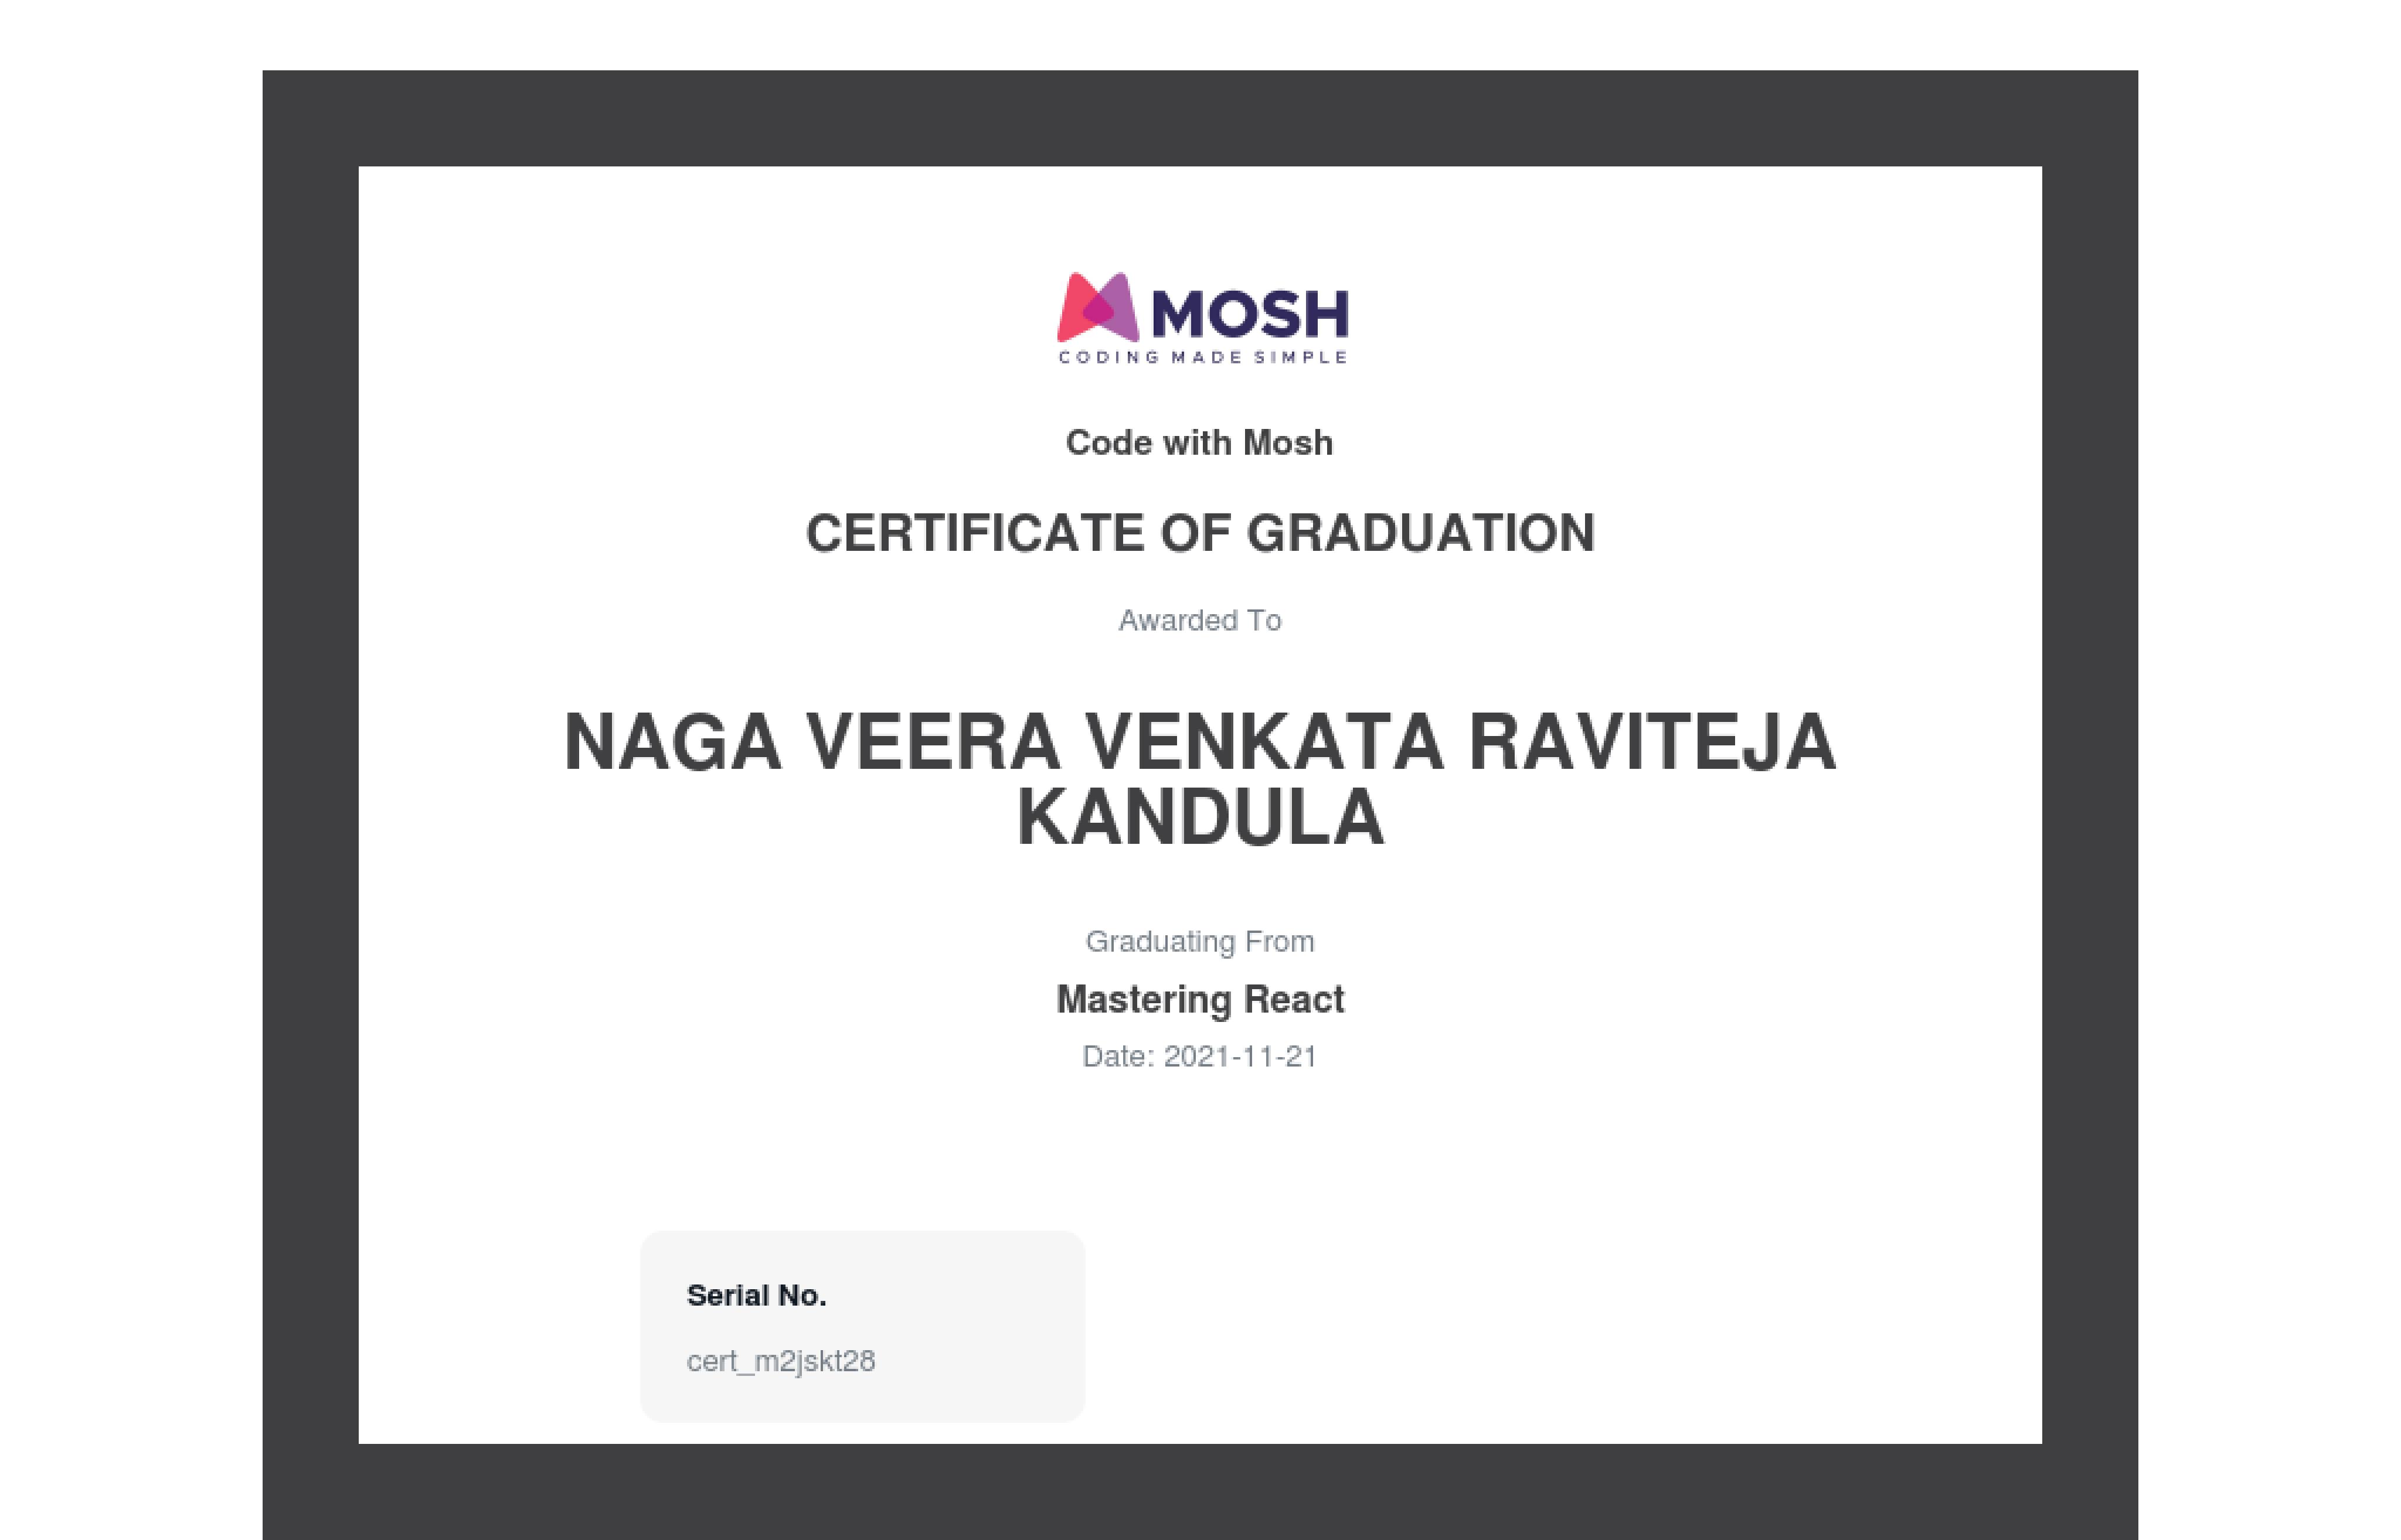 MOSH
CODING MADE SIMPLE
Code with Mosh
CERTIFICATE OF GRADUATION
Awarded To
NAGA VEERA VENKATA RAVITEJA
KANDULA
Graduating From
Mastering React
Date: 2021-11-21
Serial No.
cert_m2jskt28